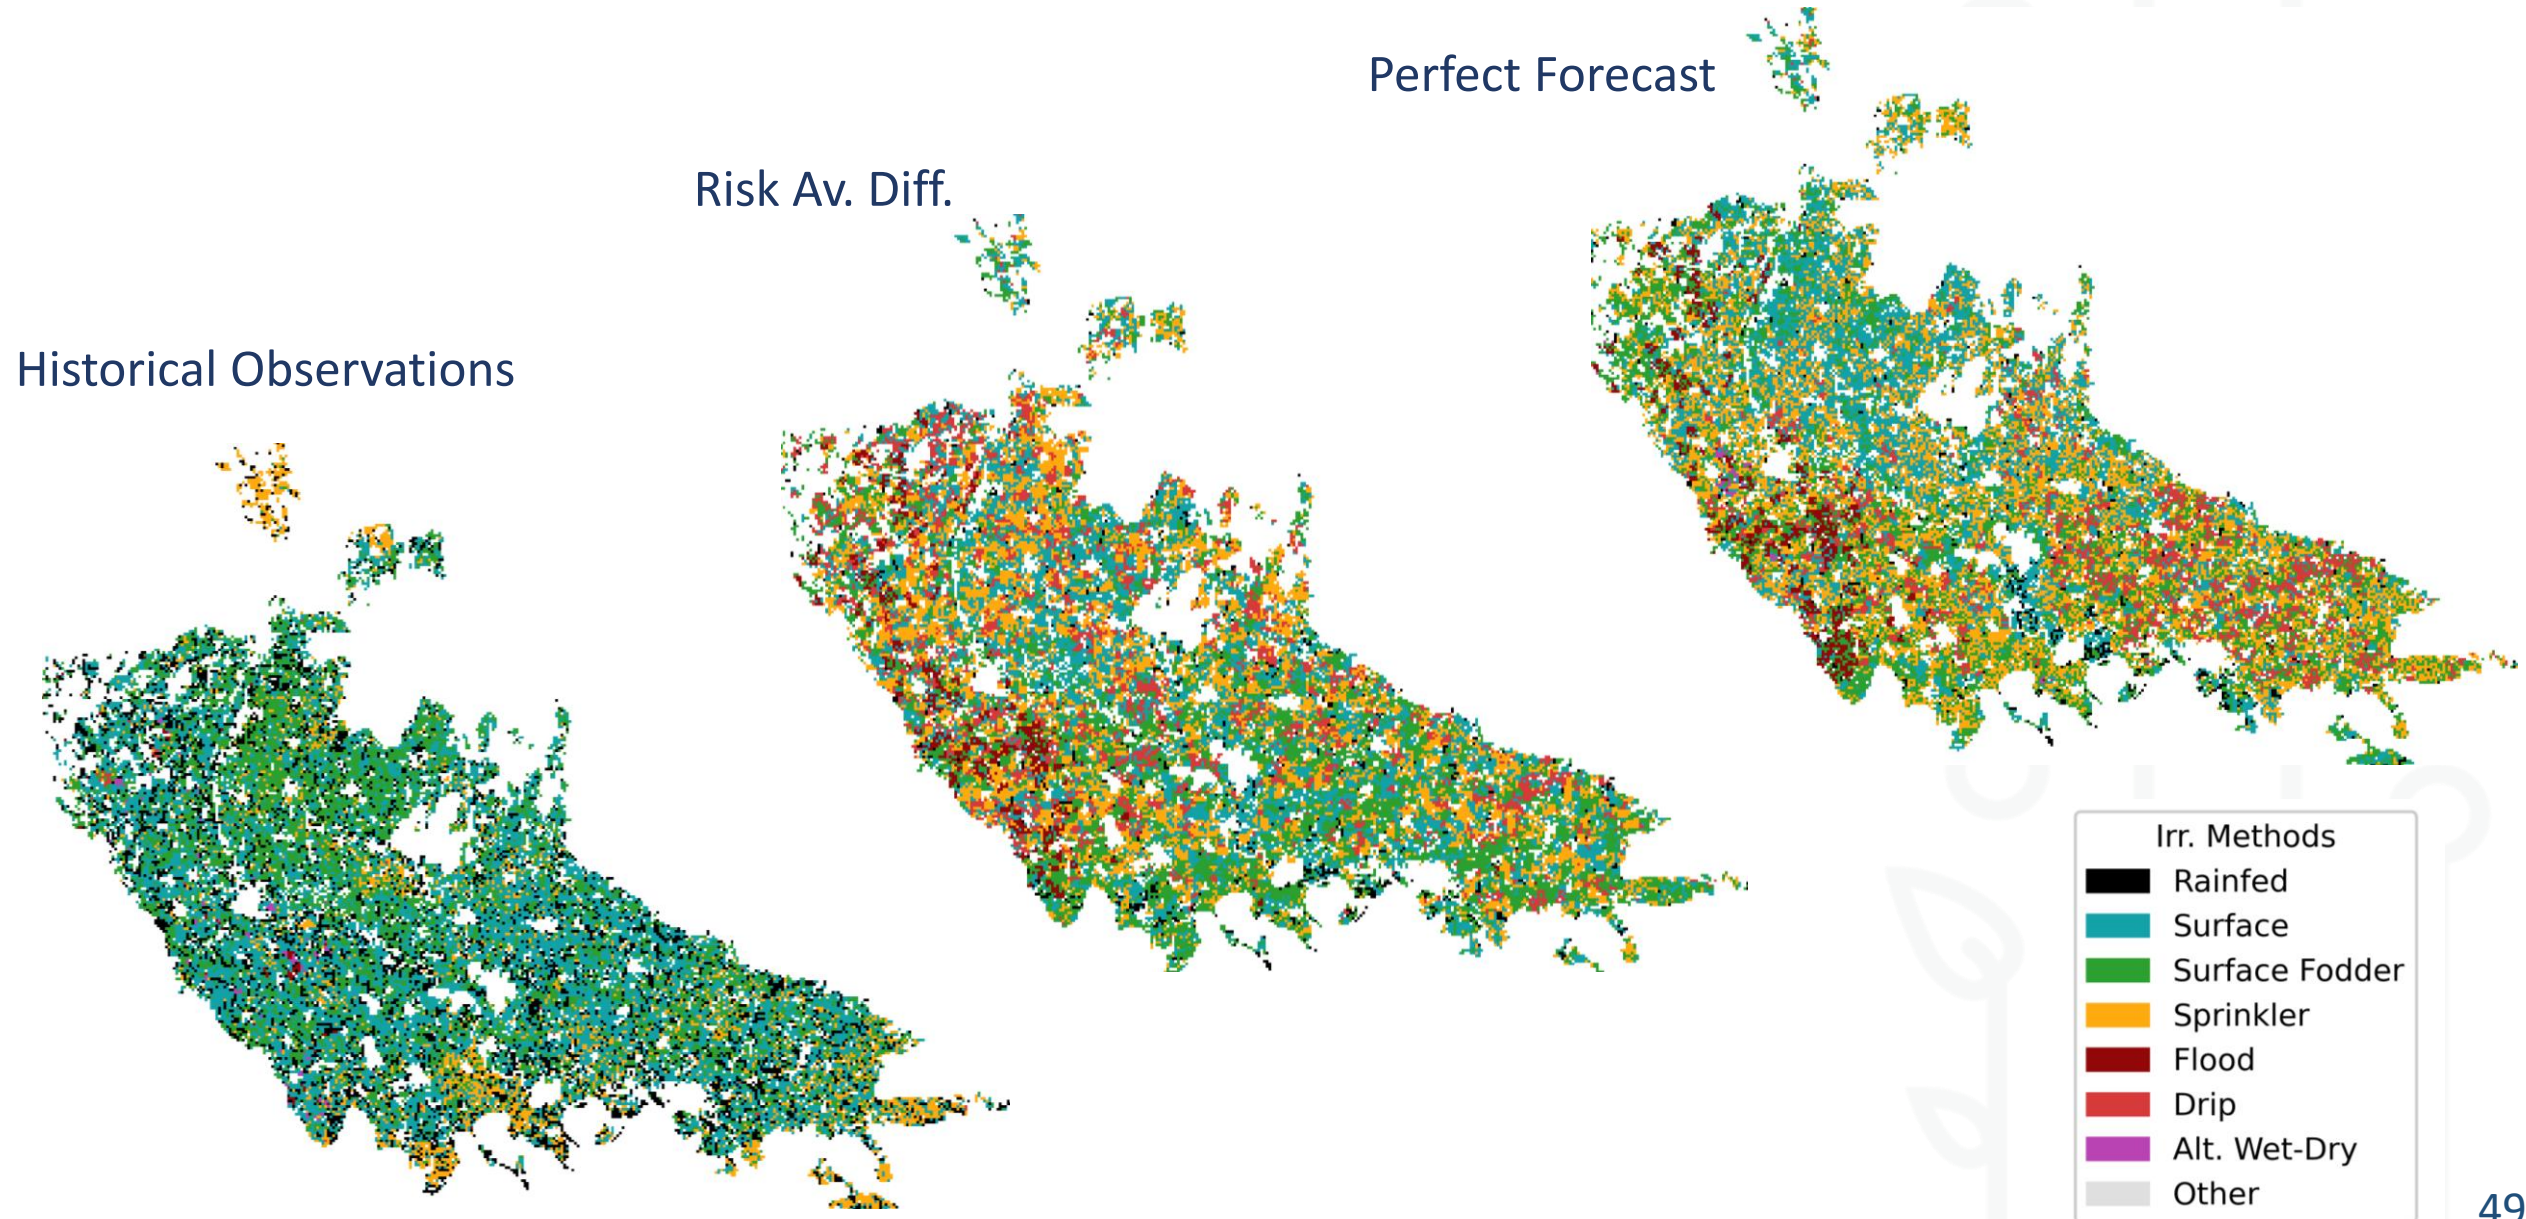 Perfect Forecast
Risk Av. Diff.
Historical Observations
Irr. Methods
Rainfed
Surface
Surface Fodder
Sprinkler
Flood
Drip
Alt. Wet-Dry
Other
49